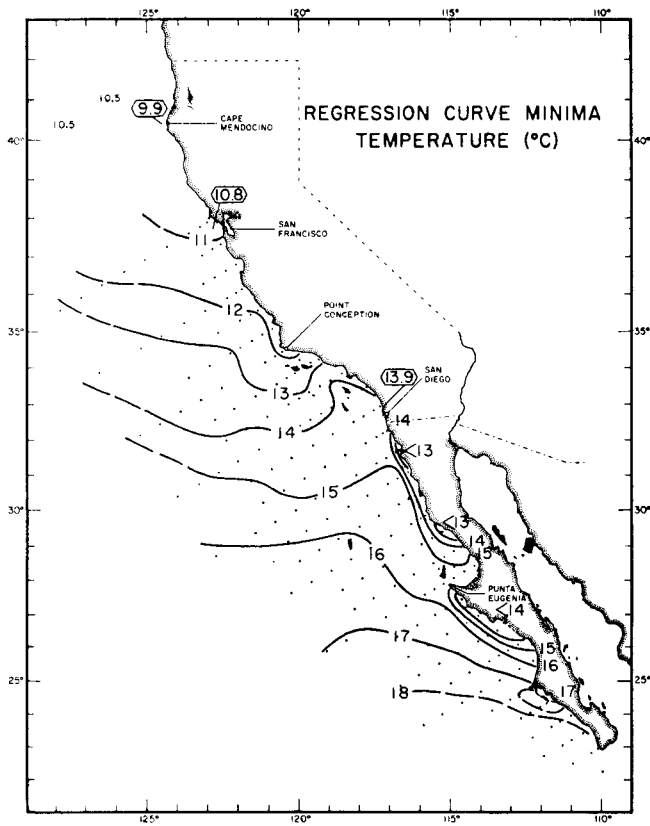 125° 120° 115° 110°
REGRESSION CURVE MINIMA
TEMPERATURE (°C)
10.5
9.9
10.5
CAPE
MENDOCINO
40° 40°
10.8
11
SAN
FRANCISCO
12
POINT
CONCEPTION
35° 35°
13
13.9
SAN
DIEGO
14
14
<13
15
30° 30°
<13
14
16
15
PUNTA
EUGENIA
<14
17
15
16
25° 25°
18
17
125° 120° 115° 110°